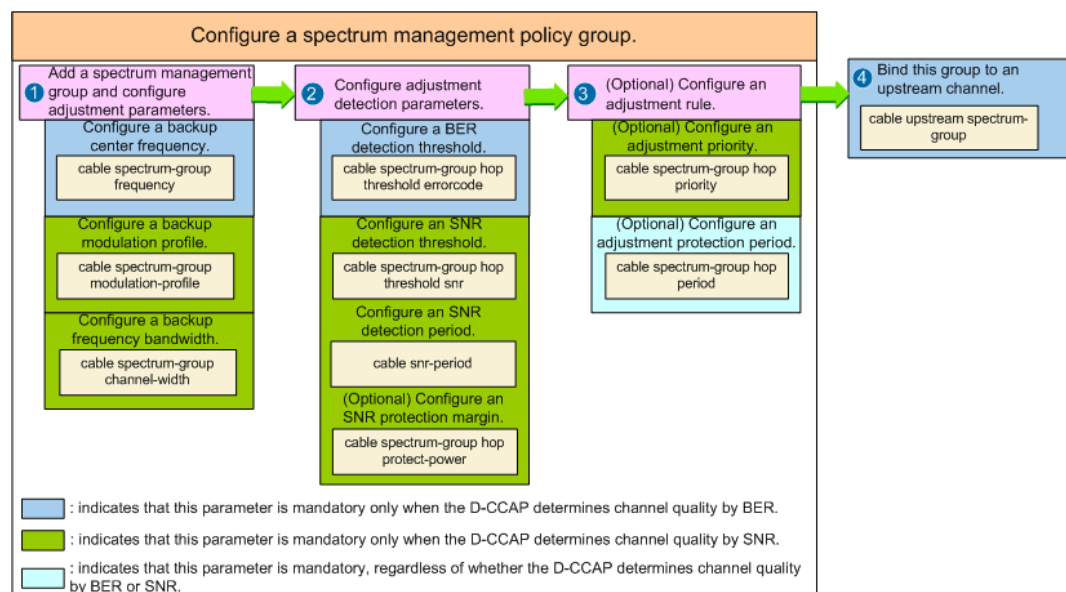 Configure a spectrum management policy group.
1
Add a spectrum management
group and configure
adjustment parameters.
Configure a backup
center frequency.
cable spectrum-group
frequency
Configure a backup
modulation profile.
cable spectrum-group
modulation-profile
Configure a backup
frequency bandwidth.
cable spectrum-group
channel-width
2
Configure adjustment
detection parameters.
Configure a BER
detection threshold.
cable spectrum-group hop
threshold errorcode
Configure an SNR
detection threshold.
cable spectrum-group hop
threshold snr
Configure an SNR
detection period.
cable snr-period
(Optional) Configure an
SNR protection margin.
cable spectrum-group hop
protect-power
3
(Optional) Configure an
adjustment rule.
(Optional) Configure an
adjustment priority.
cable spectrum-group hop
priority
(Optional) Configure an
adjustment protection period.
cable spectrum-group hop
period
4
Bind this group to an
upstream channel.
cable upstream spectrum-
group
: indicates that this parameter is mandatory only when the D-CCAP determines channel quality by BER.
: indicates that this parameter is mandatory only when the D-CCAP determines channel quality by SNR.
: indicates that this parameter is mandatory, regardless of whether the D-CCAP determines channel quality
by BER or SNR.